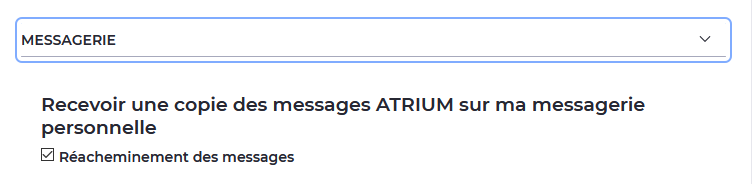 MESSAGERIE
Recevoir une copie des messages ATRIUM sur ma messagerie
personnelle
Réacheminement des messages